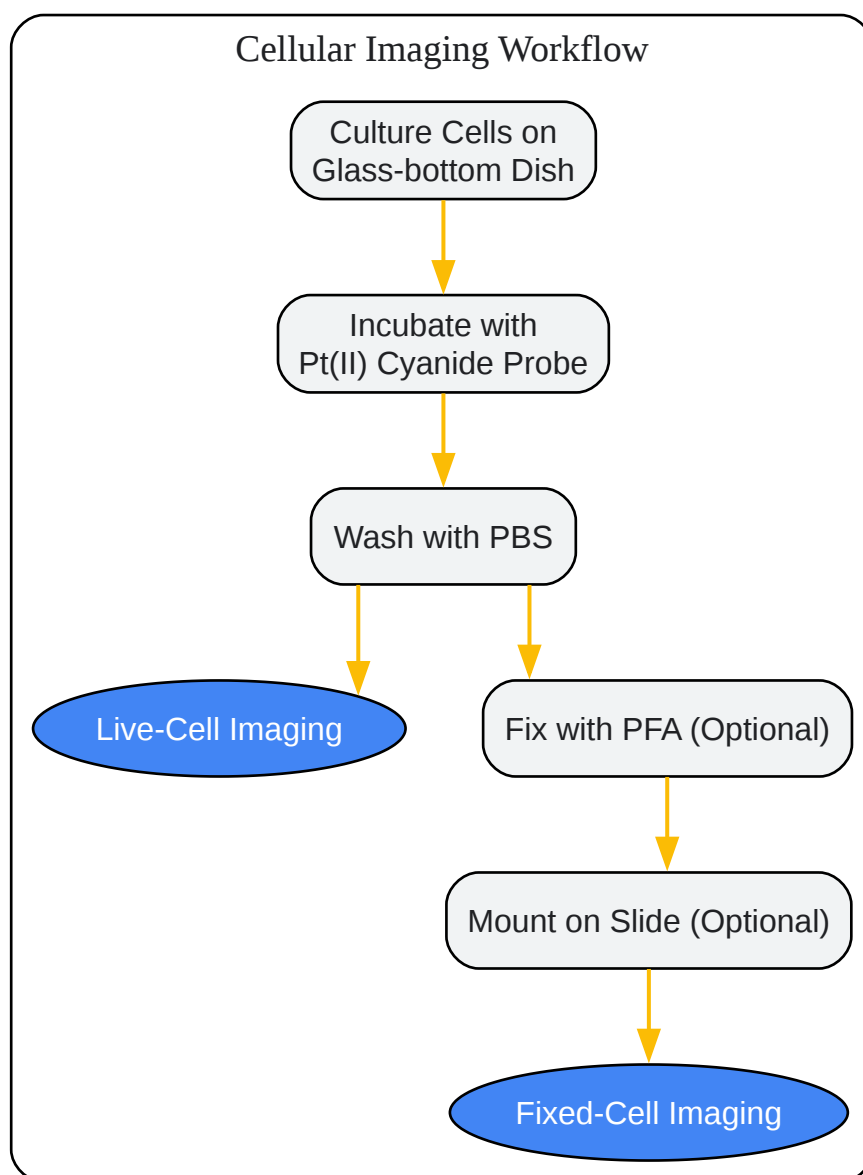 Cellular Imaging Workflow
Culture Cells on
Glass-bottom Dish
Incubate with
Pt(II) Cyanide Probe
Wash with PBS
Live-Cell Imaging
Fix with PFA (Optional)
Mount on Slide (Optional)
Fixed-Cell Imaging